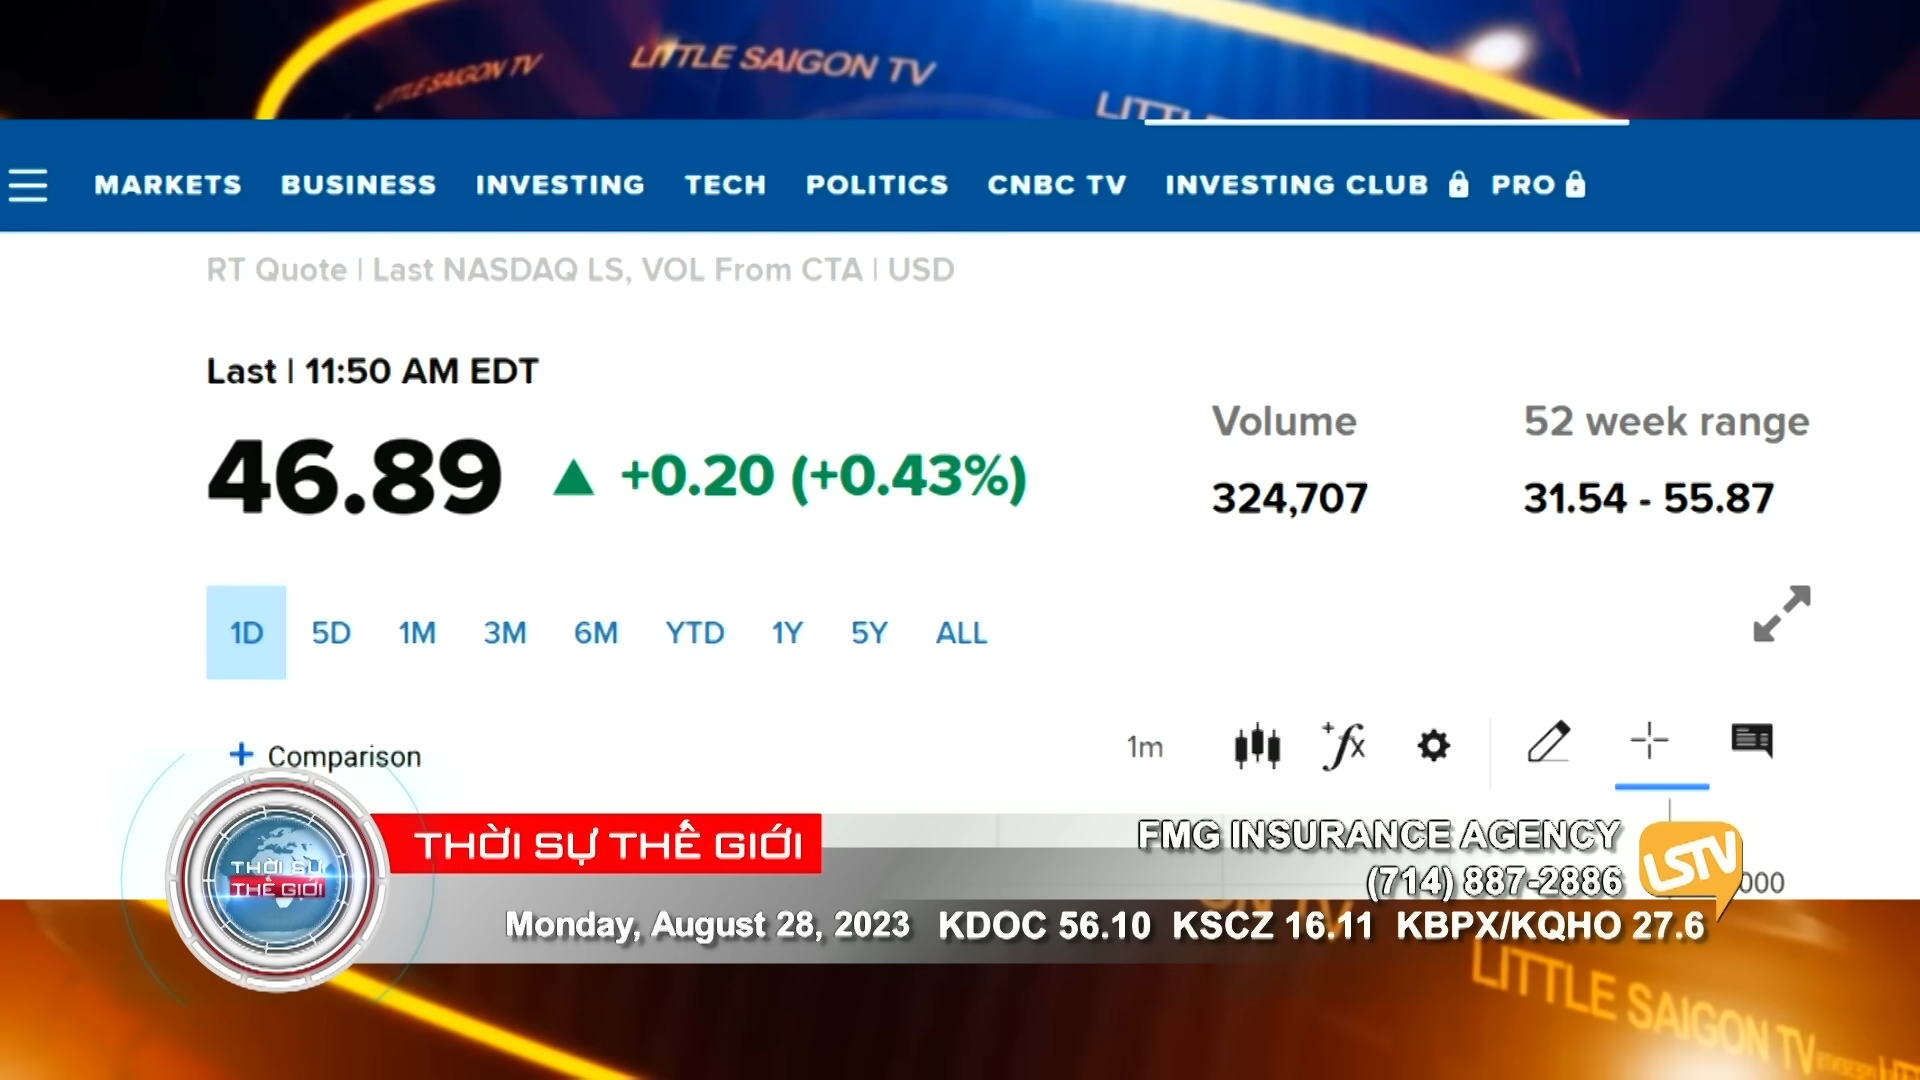 LITTLE SAIGON TV
LITTLE SAIGON TV
MARKETS BUSINESS INVESTING TECH POLITICS CNBC TV INVESTING CLUB PRO
RT Quote | Last NASDAQ LS, VOL From CTA | USD
Last | 11:50 AM EDT
46.89 ▲ +0.20 (+0.43%)
Volume
324,707
52 week range
31.54 - 55.87
1D 5D 1M 3M 6M YTD 1Y 5Y ALL
+ Comparison
1m
THỜI SỰ THẾ GIỚI
THỜI SỰ
THẾ GIỚI
FMG INSURANCE AGENCY
(714) 887-2886
LSTV
Monday, August 28, 2023 KDOC 56.10 KSCZ 16.11 KBPX/KQHO 27.6
LITTLE SAIGON TV